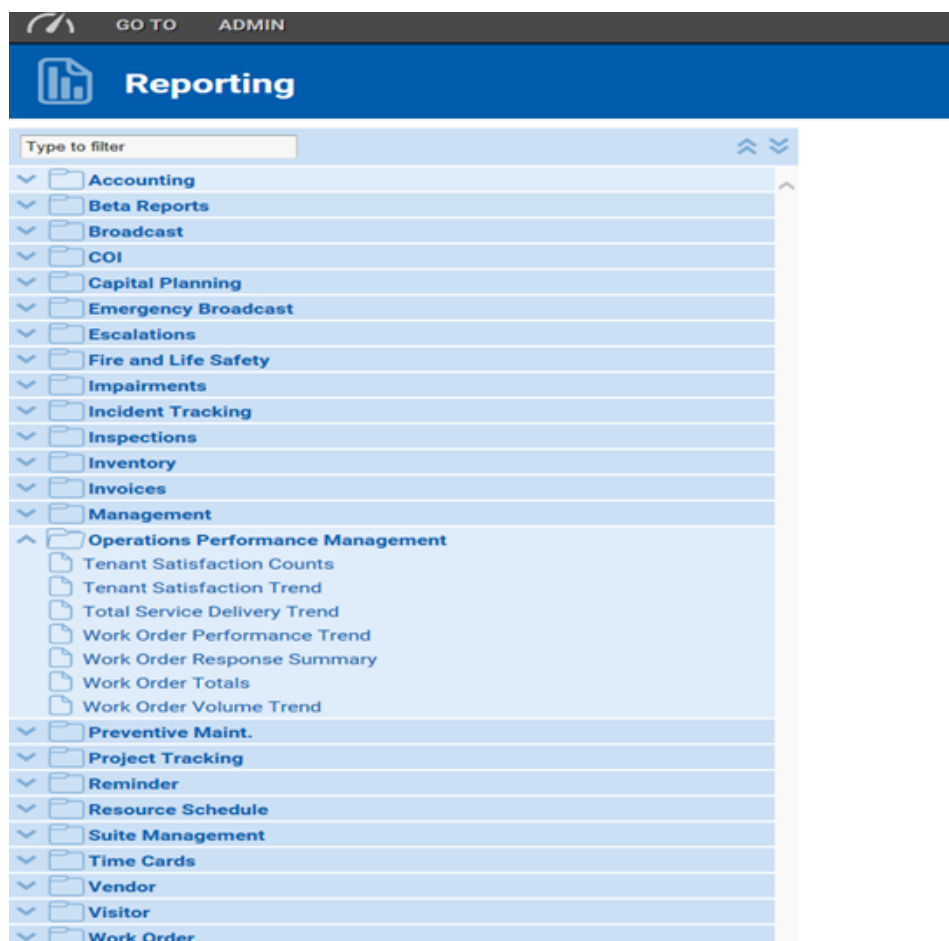 GO TO ADMIN
Reporting
Type to filter
Accounting
Beta Reports
Broadcast
COI
Capital Planning
Emergency Broadcast
Escalations
Fire and Life Safety
Impairments
Incident Tracking
Inspections
Inventory
Invoices
Management
Operations Performance Management
Tenant Satisfaction Counts
Tenant Satisfaction Trend
Total Service Delivery Trend
Work Order Performance Trend
Work Order Response Summary
Work Order Totals
Work Order Volume Trend
Preventive Maint.
Project Tracking
Reminder
Resource Schedule
Suite Management
Time Cards
Vendor
Visitor
Work Order